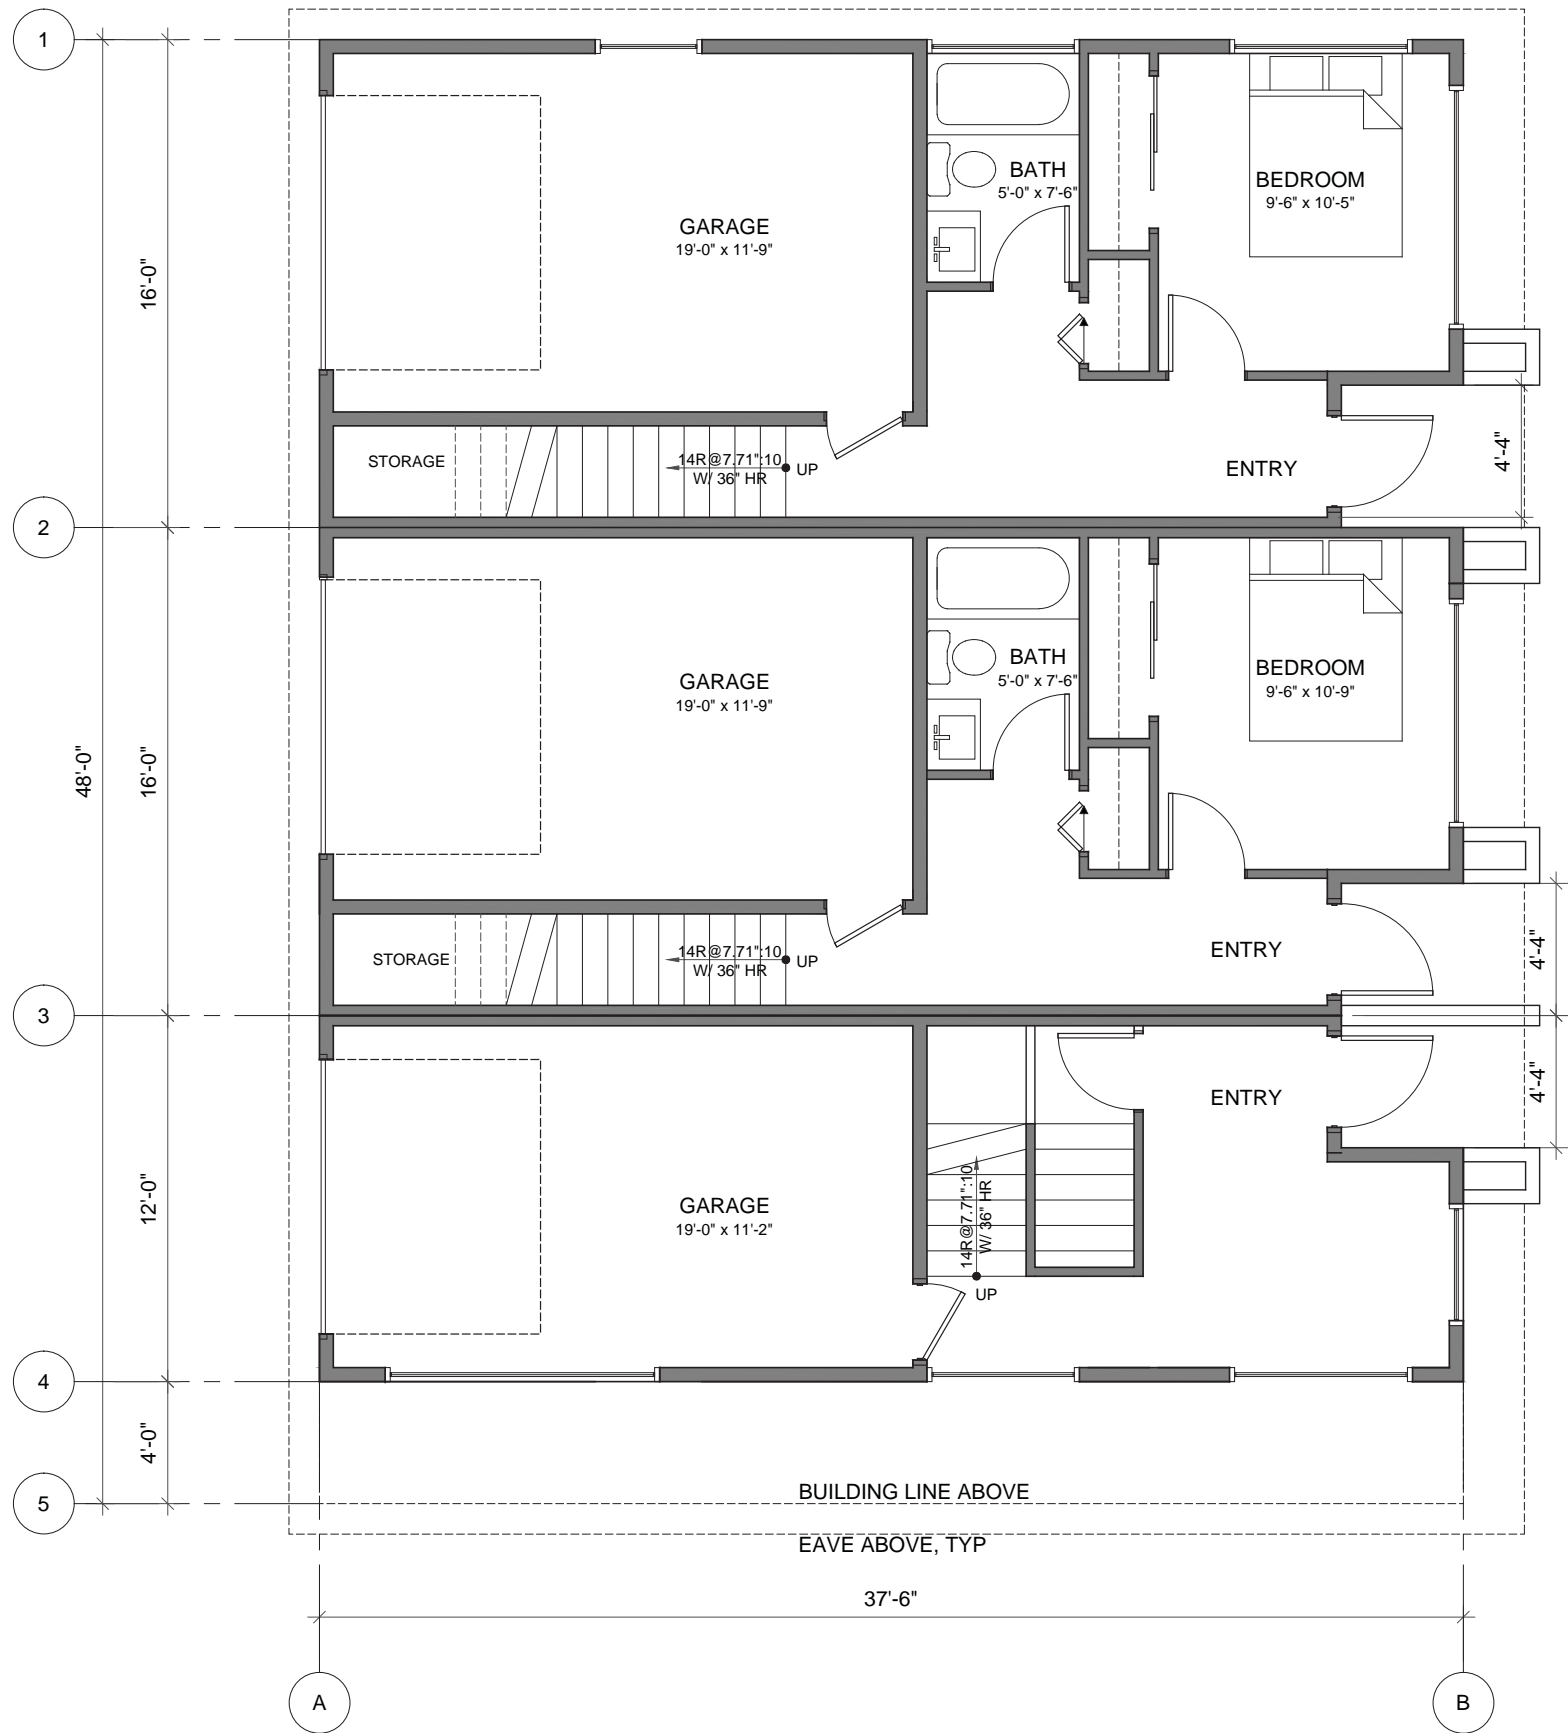 1
BATH
5'-0" x 7'-6"
BEDROOM
9'-6" x 10'-5"
GARAGE
19'-0" x 11'-9"
16'-0"
STORAGE
14R@7.71":10
W/ 36" HR
UP
ENTRY
4'-4"
2
BATH
5'-0" x 7'-6"
BEDROOM
9'-6" x 10'-9"
GARAGE
19'-0" x 11'-9"
48'-0"
16'-0"
STORAGE
14R@7.71":10
W/ 36" HR
UP
ENTRY
4'-4"
3
ENTRY
4'-4"
12'-0"
GARAGE
19'-0" x 11'-2"
14R@7.71":10
W/ 36" HR
UP
4
4'-0"
5
BUILDING LINE ABOVE
EAVE ABOVE, TYP
37'-6"
A
B